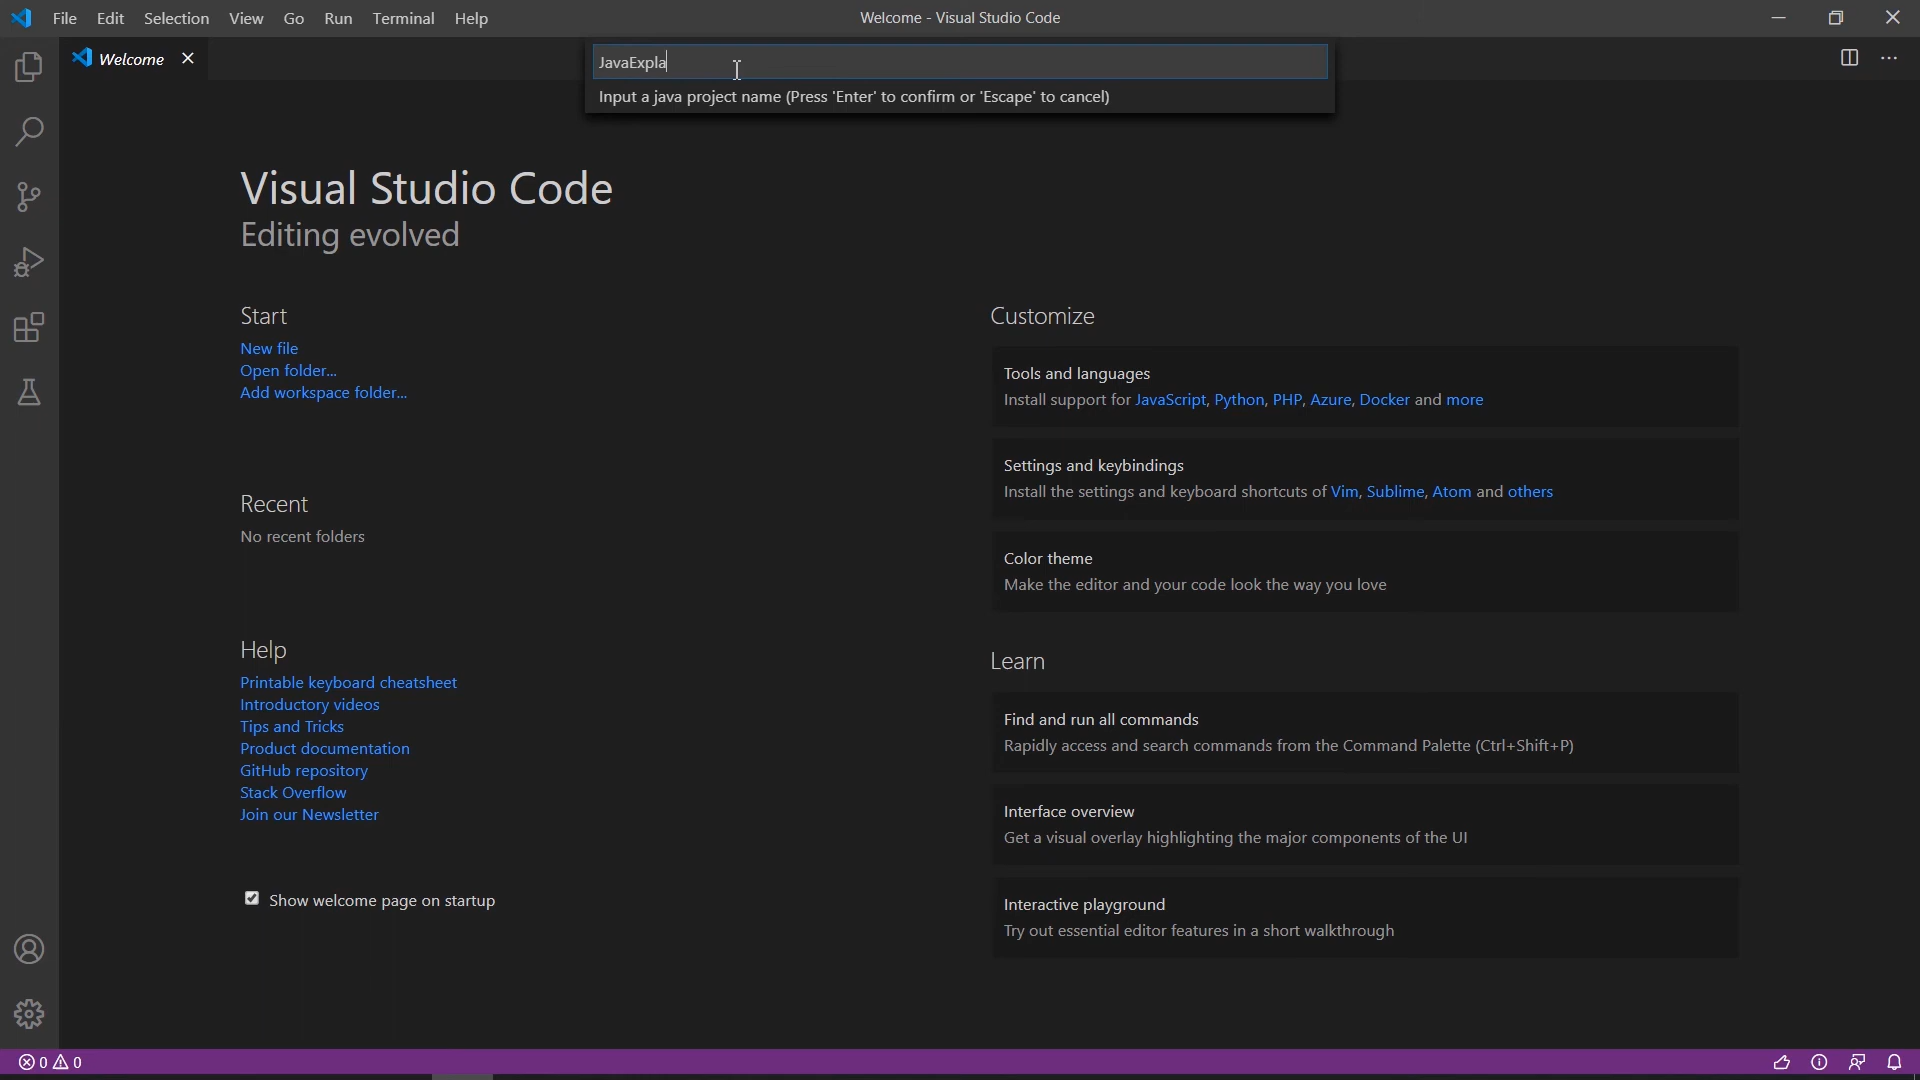 File Edit Selection View Go Run Terminal Help
Welcome - Visual Studio Code
Welcome
JavaExpla
Input a java project name (Press 'Enter' to confirm or 'Escape' to cancel)
Visual Studio Code
Editing evolved
Start
New file
Open folder...
Add workspace folder...
Recent
No recent folders
Help
Printable keyboard cheatsheet
Introductory videos
Tips and Tricks
Product documentation
GitHub repository
Stack Overflow
Join our Newsletter
Show welcome page on startup
Customize
Tools and languages
Install support for JavaScript, Python, PHP, Azure, Docker and more
Settings and keybindings
Install the settings and keyboard shortcuts of Vim, Sublime, Atom and others
Color theme
Make the editor and your code look the way you love
Learn
Find and run all commands
Rapidly access and search commands from the Command Palette (Ctrl+Shift+P)
Interface overview
Get a visual overlay highlighting the major components of the UI
Interactive playground
Try out essential editor features in a short walkthrough
0 0